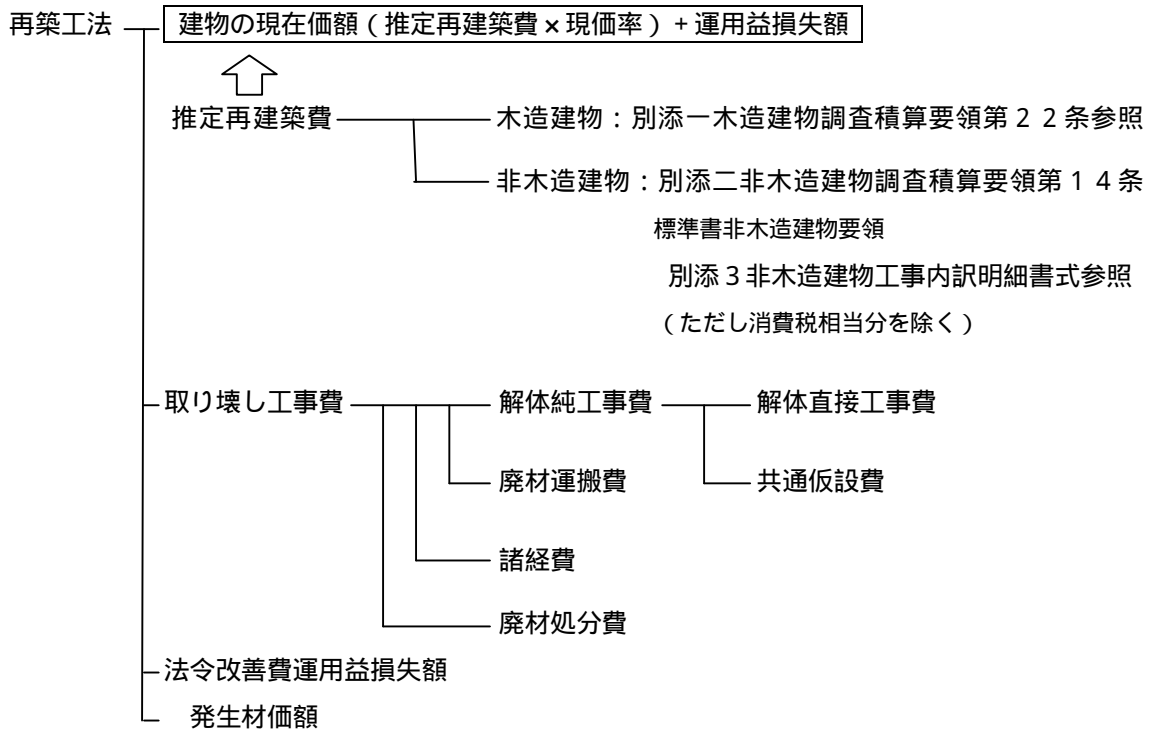 再築工法 建物の現在価額（推定再建築費×現価率）+運用益損失額
推定再建築費 木造建物：別添一木造建物調査積算要領第２２条参照
非木造建物：別添二非木造建物調査積算要領第１４条
標準書非木造建物要領
別添３非木造建物工事内訳明細書式参照
（ただし消費税相当分を除く）
取り壊し工事費 解体純工事費 解体直接工事費
廃材運搬費 共通仮設費
諸経費
廃材処分費
法令改善費運用益損失額
発生材価額